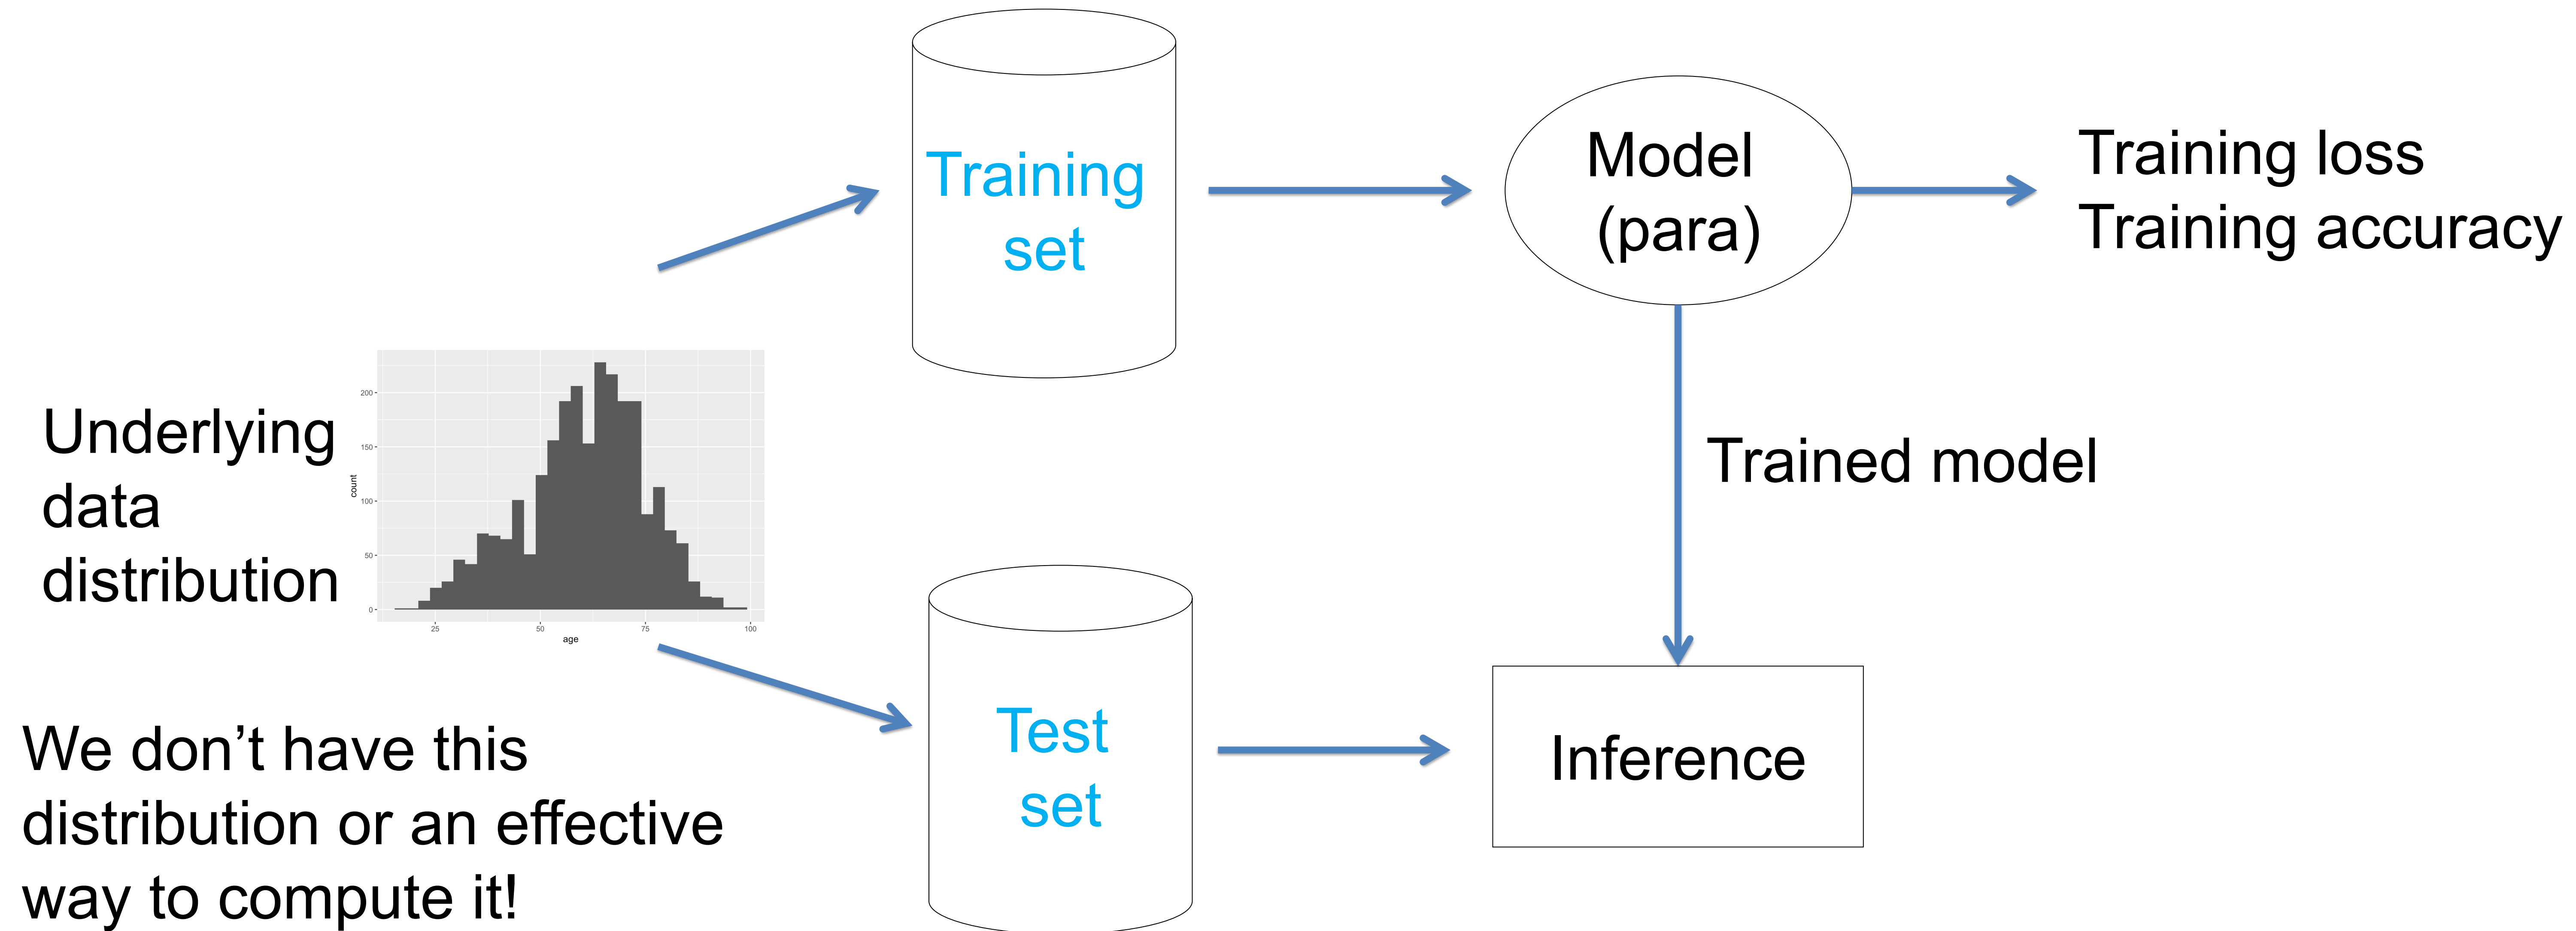 Training
set
Model
(para)
Training loss
Training accuracy
Underlying
data
distribution
200
150
100
50
0
count
25
50
75
100
age
Trained model
We don’t have this
distribution or an effective
way to compute it!
Test
set
Inference